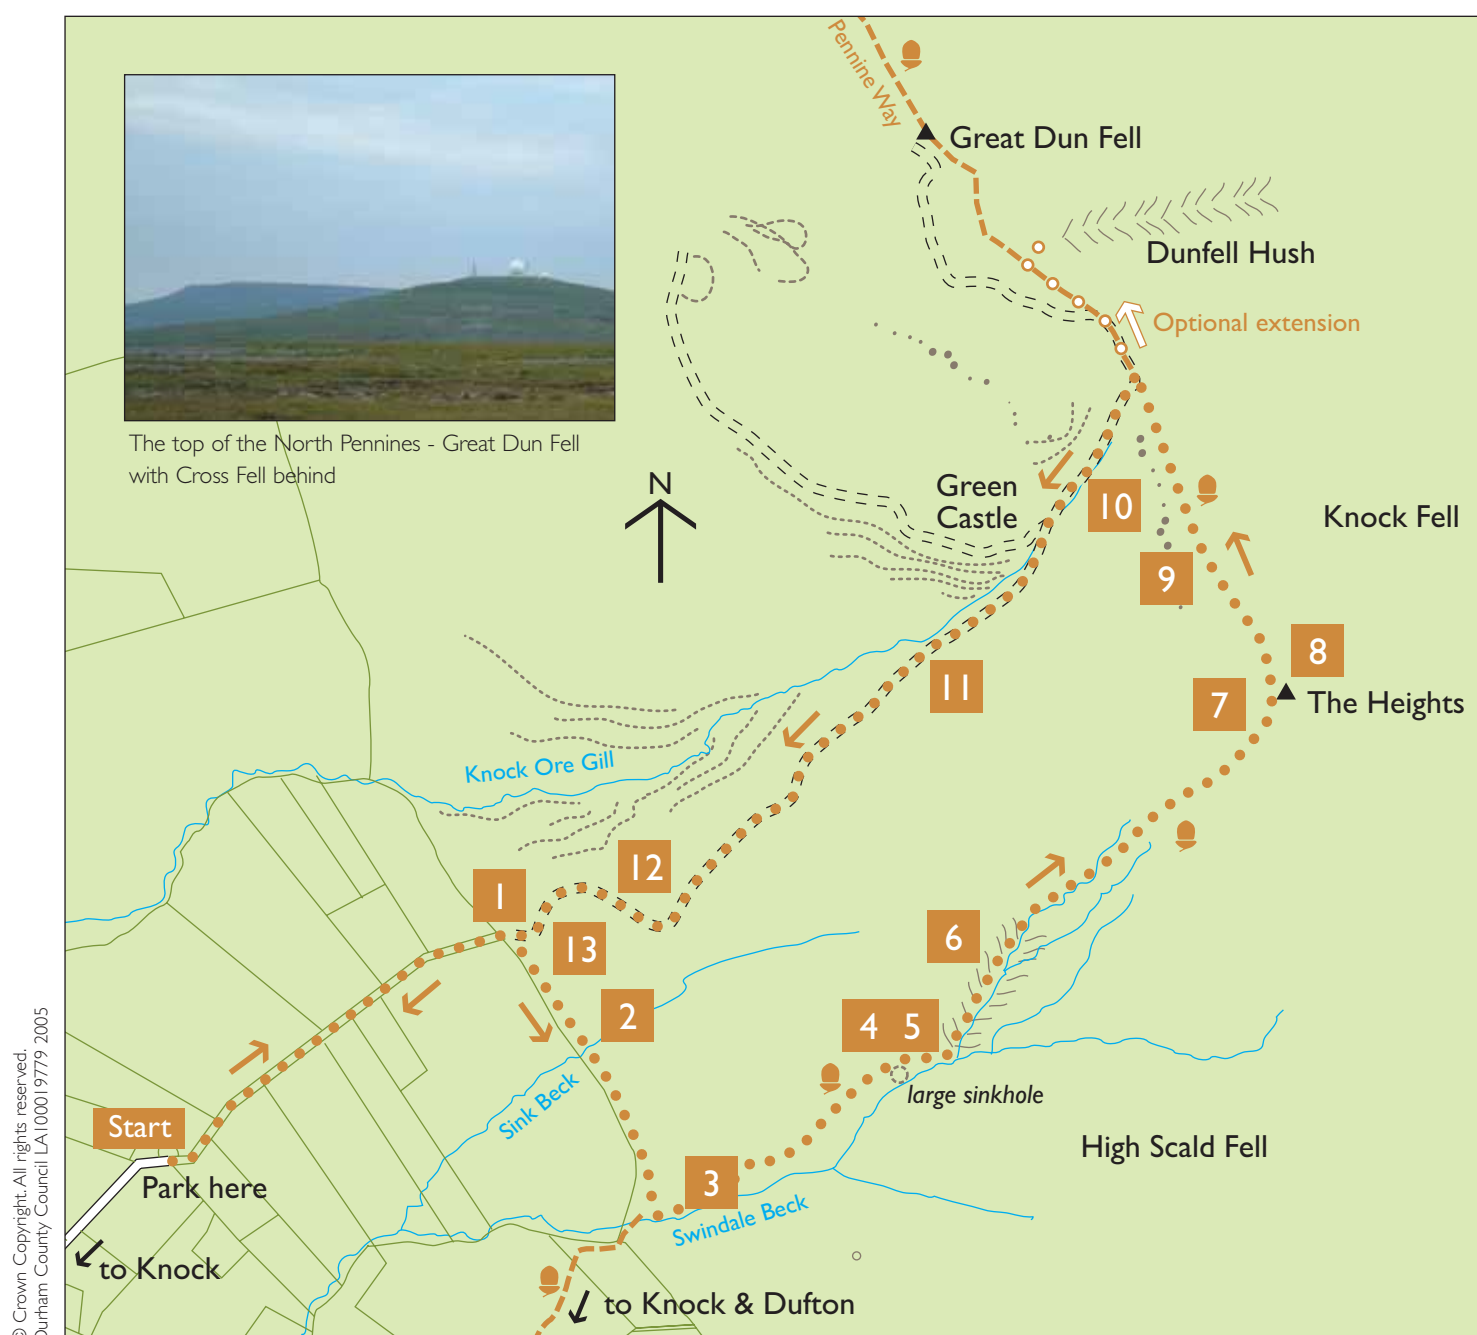 Pennine Way
Great Dun Fell
Dunfell Hush
Optional extension
The top of the North Pennines - Great Dun Fell
with Cross Fell behind
N
Green
Castle
10
Knock Fell
9
8
11
7
The Heights
Knock Ore Gill
12
1
13
6
2
4 5
Sink Beck
large sinkhole
Start
High Scald Fell
Park here
3
Swindale Beck
to Knock
to Knock & Dufton
© Crown Copyright. All rights reserved.
Durham County Council LA100019779 2005